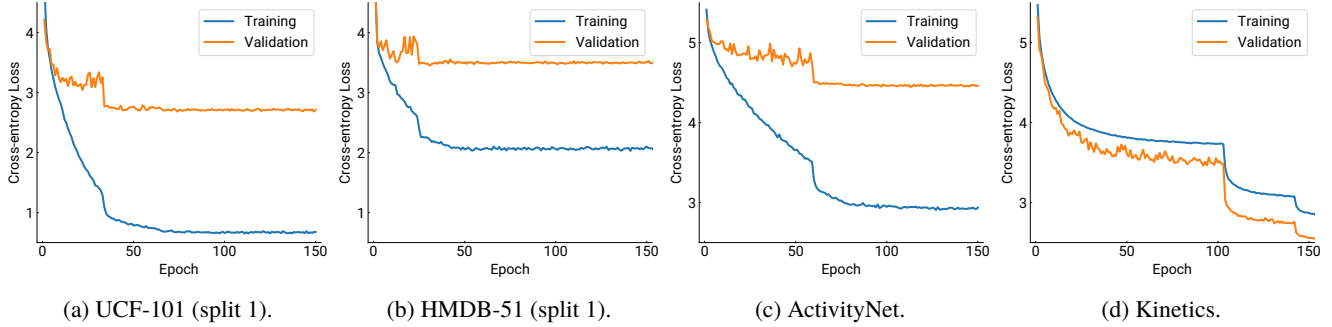 4
3
2
1
0
50
100
150
Cross-entropy Loss
Epoch
Training
Validation
(a) UCF-101 (split 1).
4
3
2
1
0
50
100
150
Cross-entropy Loss
Epoch
Training
Validation
(b) HMDB-51 (split 1).
5
4
3
0
50
100
150
Cross-entropy Loss
Epoch
Training
Validation
(c) ActivityNet.
5
4
3
0
50
100
150
Cross-entropy Loss
Epoch
Training
Validation
(d) Kinetics.